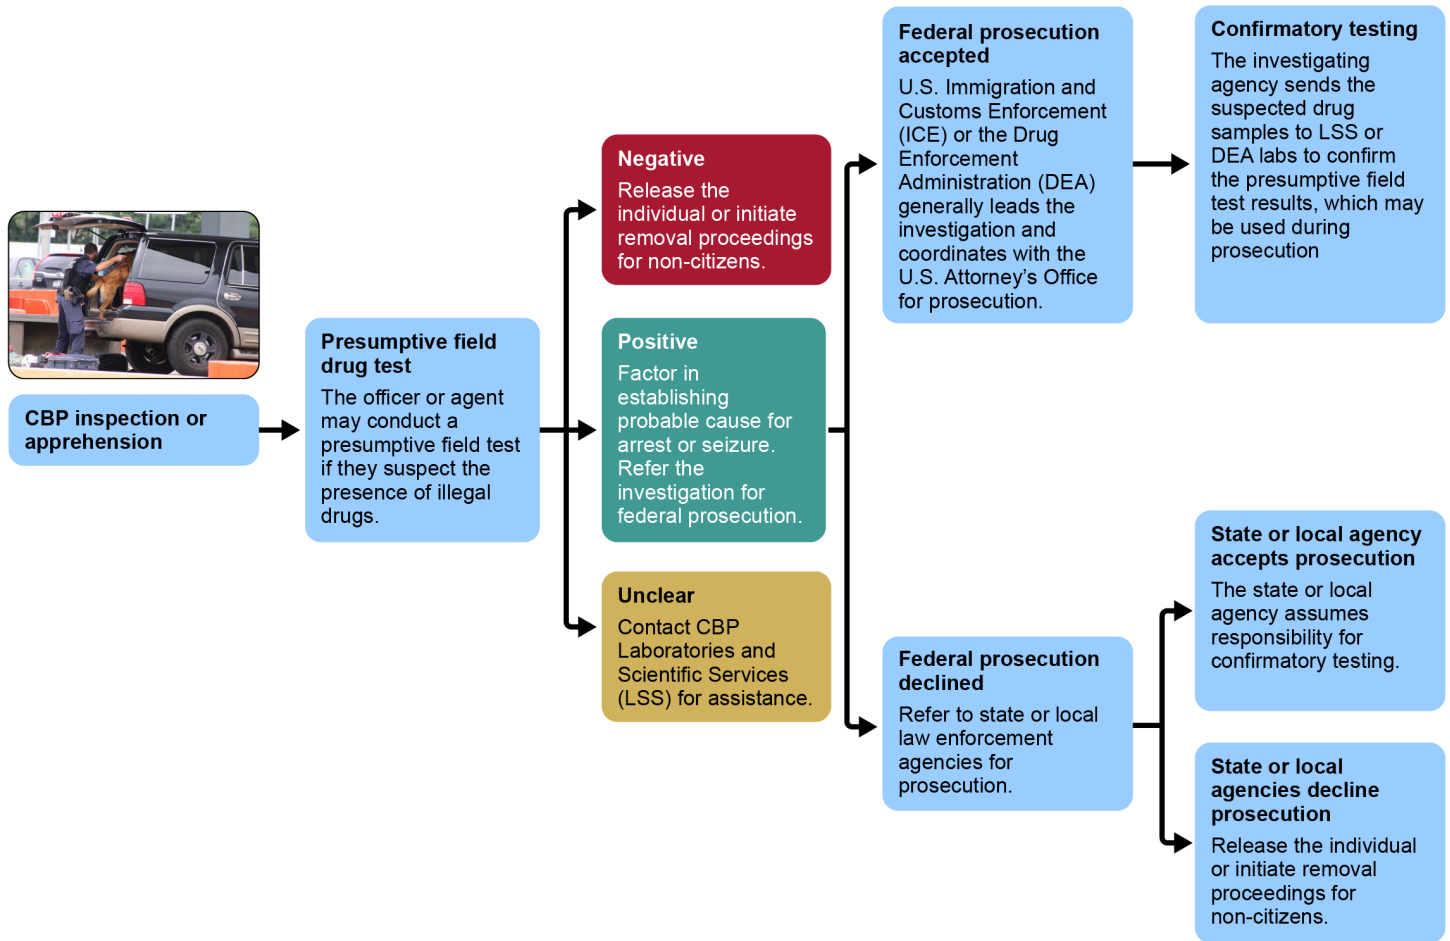 CBP inspection or
apprehension
Presumptive field
drug test
The officer or agent
may conduct a
presumptive field test
if they suspect the
presence of illegal
drugs.
Negative
Release the
individual or initiate
removal proceedings
for non-citizens.
Positive
Factor in
establishing
probable cause for
arrest or seizure.
Refer the
investigation for
federal prosecution.
Unclear
Contact CBP
Laboratories and
Scientific Services
(LSS) for assistance.
Federal prosecution
accepted
U.S. Immigration and
Customs Enforcement
(ICE) or the Drug
Enforcement
Administration (DEA)
generally leads the
investigation and
coordinates with the
U.S. Attorney’s Office
for prosecution.
Confirmatory testing
The investigating
agency sends the
suspected drug
samples to LSS or
DEA labs to confirm
the presumptive field
test results, which may
be used during
prosecution
Federal prosecution
declined
Refer to state or local
law enforcement
agencies for
prosecution.
State or local agency
accepts prosecution
The state or local
agency assumes
responsibility for
confirmatory testing.
State or local
agencies decline
prosecution
Release the individual
or initiate removal
proceedings for
non-citizens.